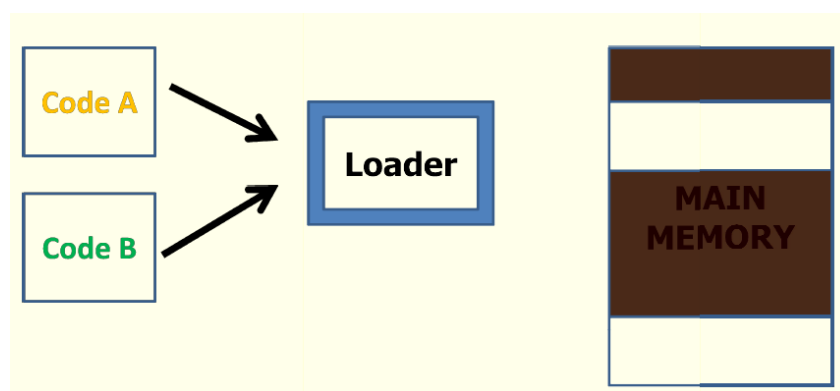 Code A
Code B
Loader
MAIN
MEMORY